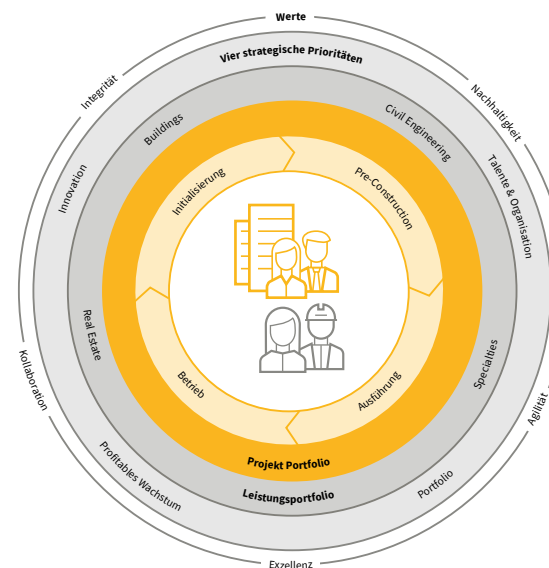 Werte
Integrität
Nachhaltigkeit
Agilität
Exzellenz
Kollaboration
Vier strategische Prioritäten
Innovation
Talente & Organisation
Portfolio
Profitables Wachstum
Buildings
Civil Engineering
Specialties
Leistungsportfolio
Real Estate
Projekt Portfolio
Initialisierung
Pre-Construction
Ausführung
Betrieb